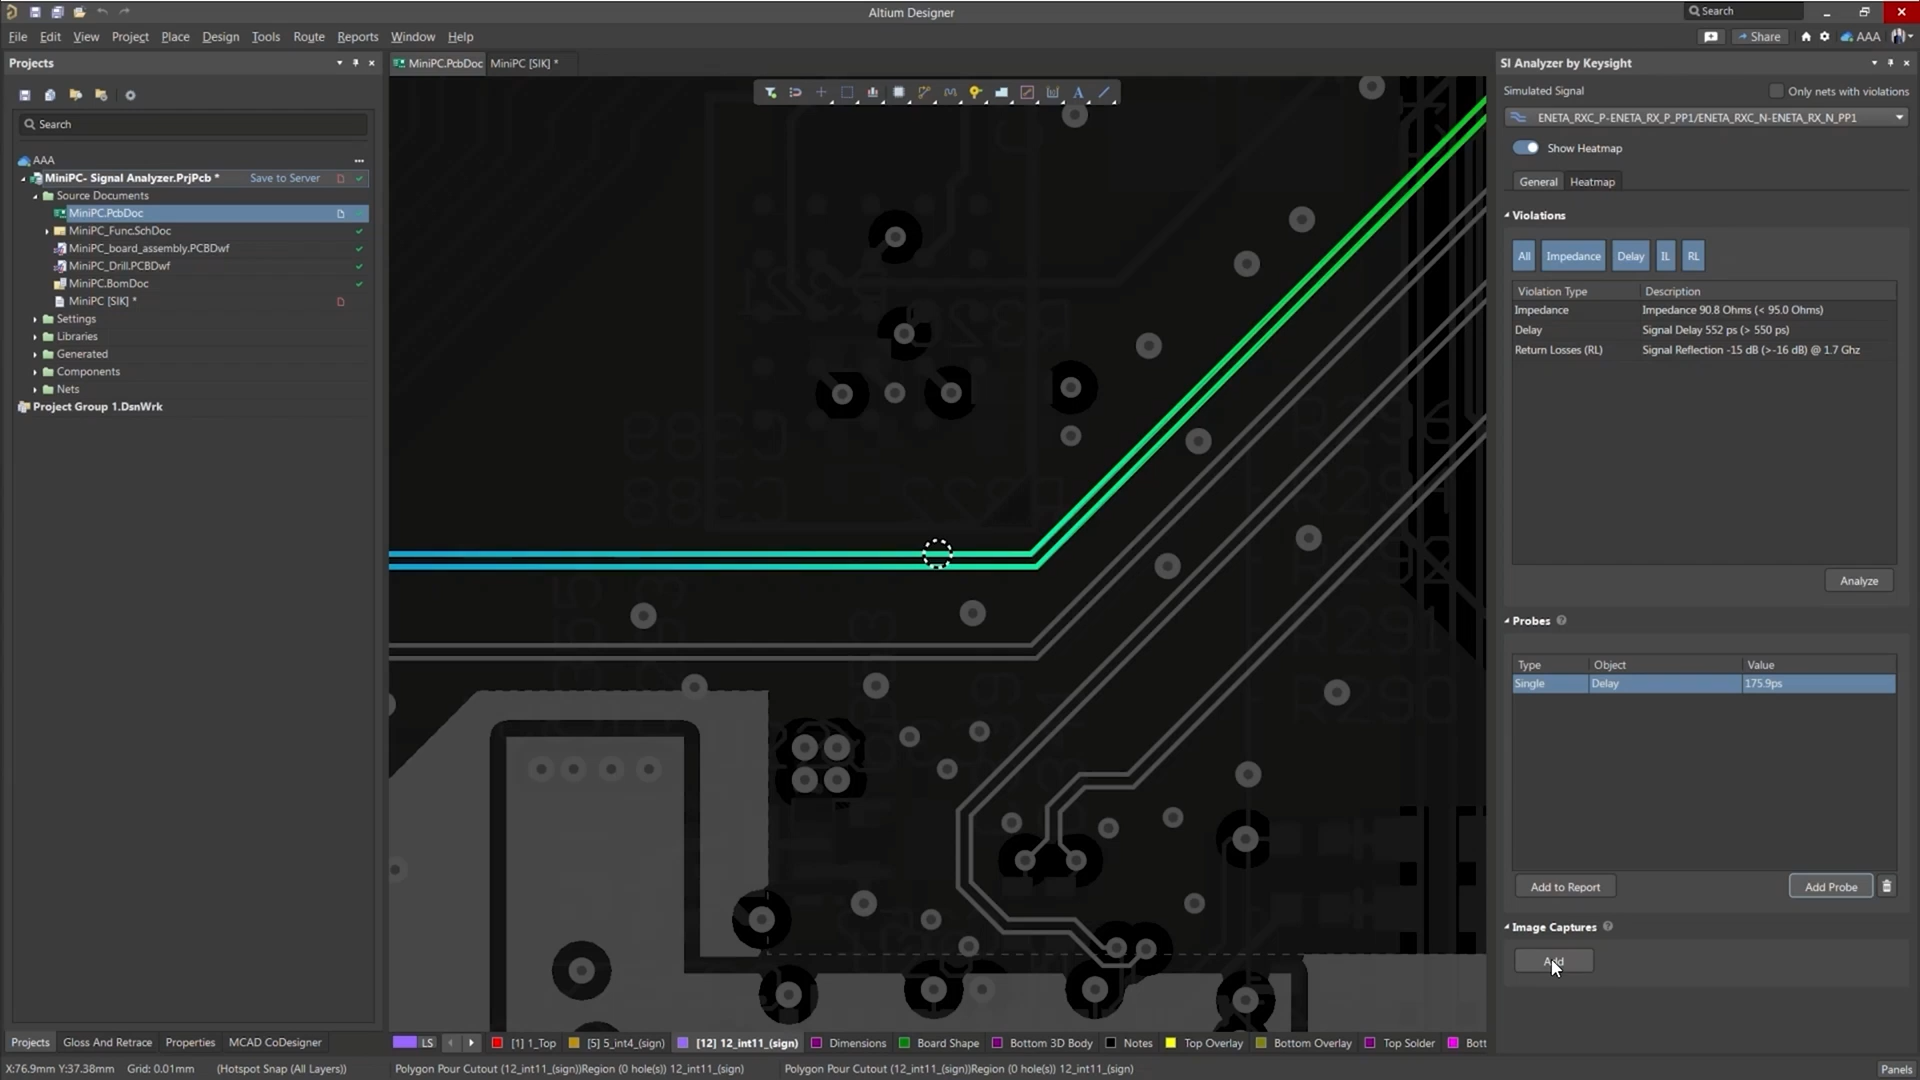 Altium Designer
Search
File Edit View Project Place Design Tools Route Reports Window Help
Share
AAA
Projects
MiniPC.PcbDoc
MiniPC [SIK] *
SI Analyzer by Keysight
Search
Simulated Signal
Only nets with violations
ENETA_RXC_P-ENETA_RX_P_PP1/ENETA_RXC_N-ENETA_RX_N_PP1
Show Heatmap
General Heatmap
AAA
MiniPC- Signal Analyzer.PrjPcb *
Save to Server
Source Documents
MiniPC.PcbDoc
MiniPC_Func.SchDoc
MiniPC_board_assembly.PCBDwf
MiniPC_Drill.PCBDwf
MiniPC.BomDoc
MiniPC [SIK] *
Settings
Libraries
Generated
Components
Nets
Project Group 1.DsnWrk
Violations
All Impedance Delay IL RL
Violation Type Description
Impedance Impedance 90.8 Ohms (< 95.0 Ohms)
Delay Signal Delay 552 ps (> 550 ps)
Return Losses (RL) Signal Reflection -15 dB (>-16 dB) @ 1.7 Ghz
Analyze
Probes
Type Object Value
Single Delay 175.9ps
Add to Report
Add Probe
Image Captures
Add
C389
C388
R322
R296
R291
R290
Projects Gloss And Retrace Properties MCAD CoDesigner
LS [1] 1_Top [5] 5_int4_(sign) [12] 12_int11_(sign) Dimensions Board Shape Bottom 3D Body Notes Top Overlay Bottom Overlay Top Solder Bott
X:76.9mm Y:37.38mm Grid: 0.01mm (Hotspot Snap (All Layers)) Polygon Pour Cutout (12_int11_(sign))Region (0 hole(s)) 12_int11_(sign) Polygon Pour Cutout (12_int11_(sign))Region (0 hole(s)) 12_int11_(sign)
Panels